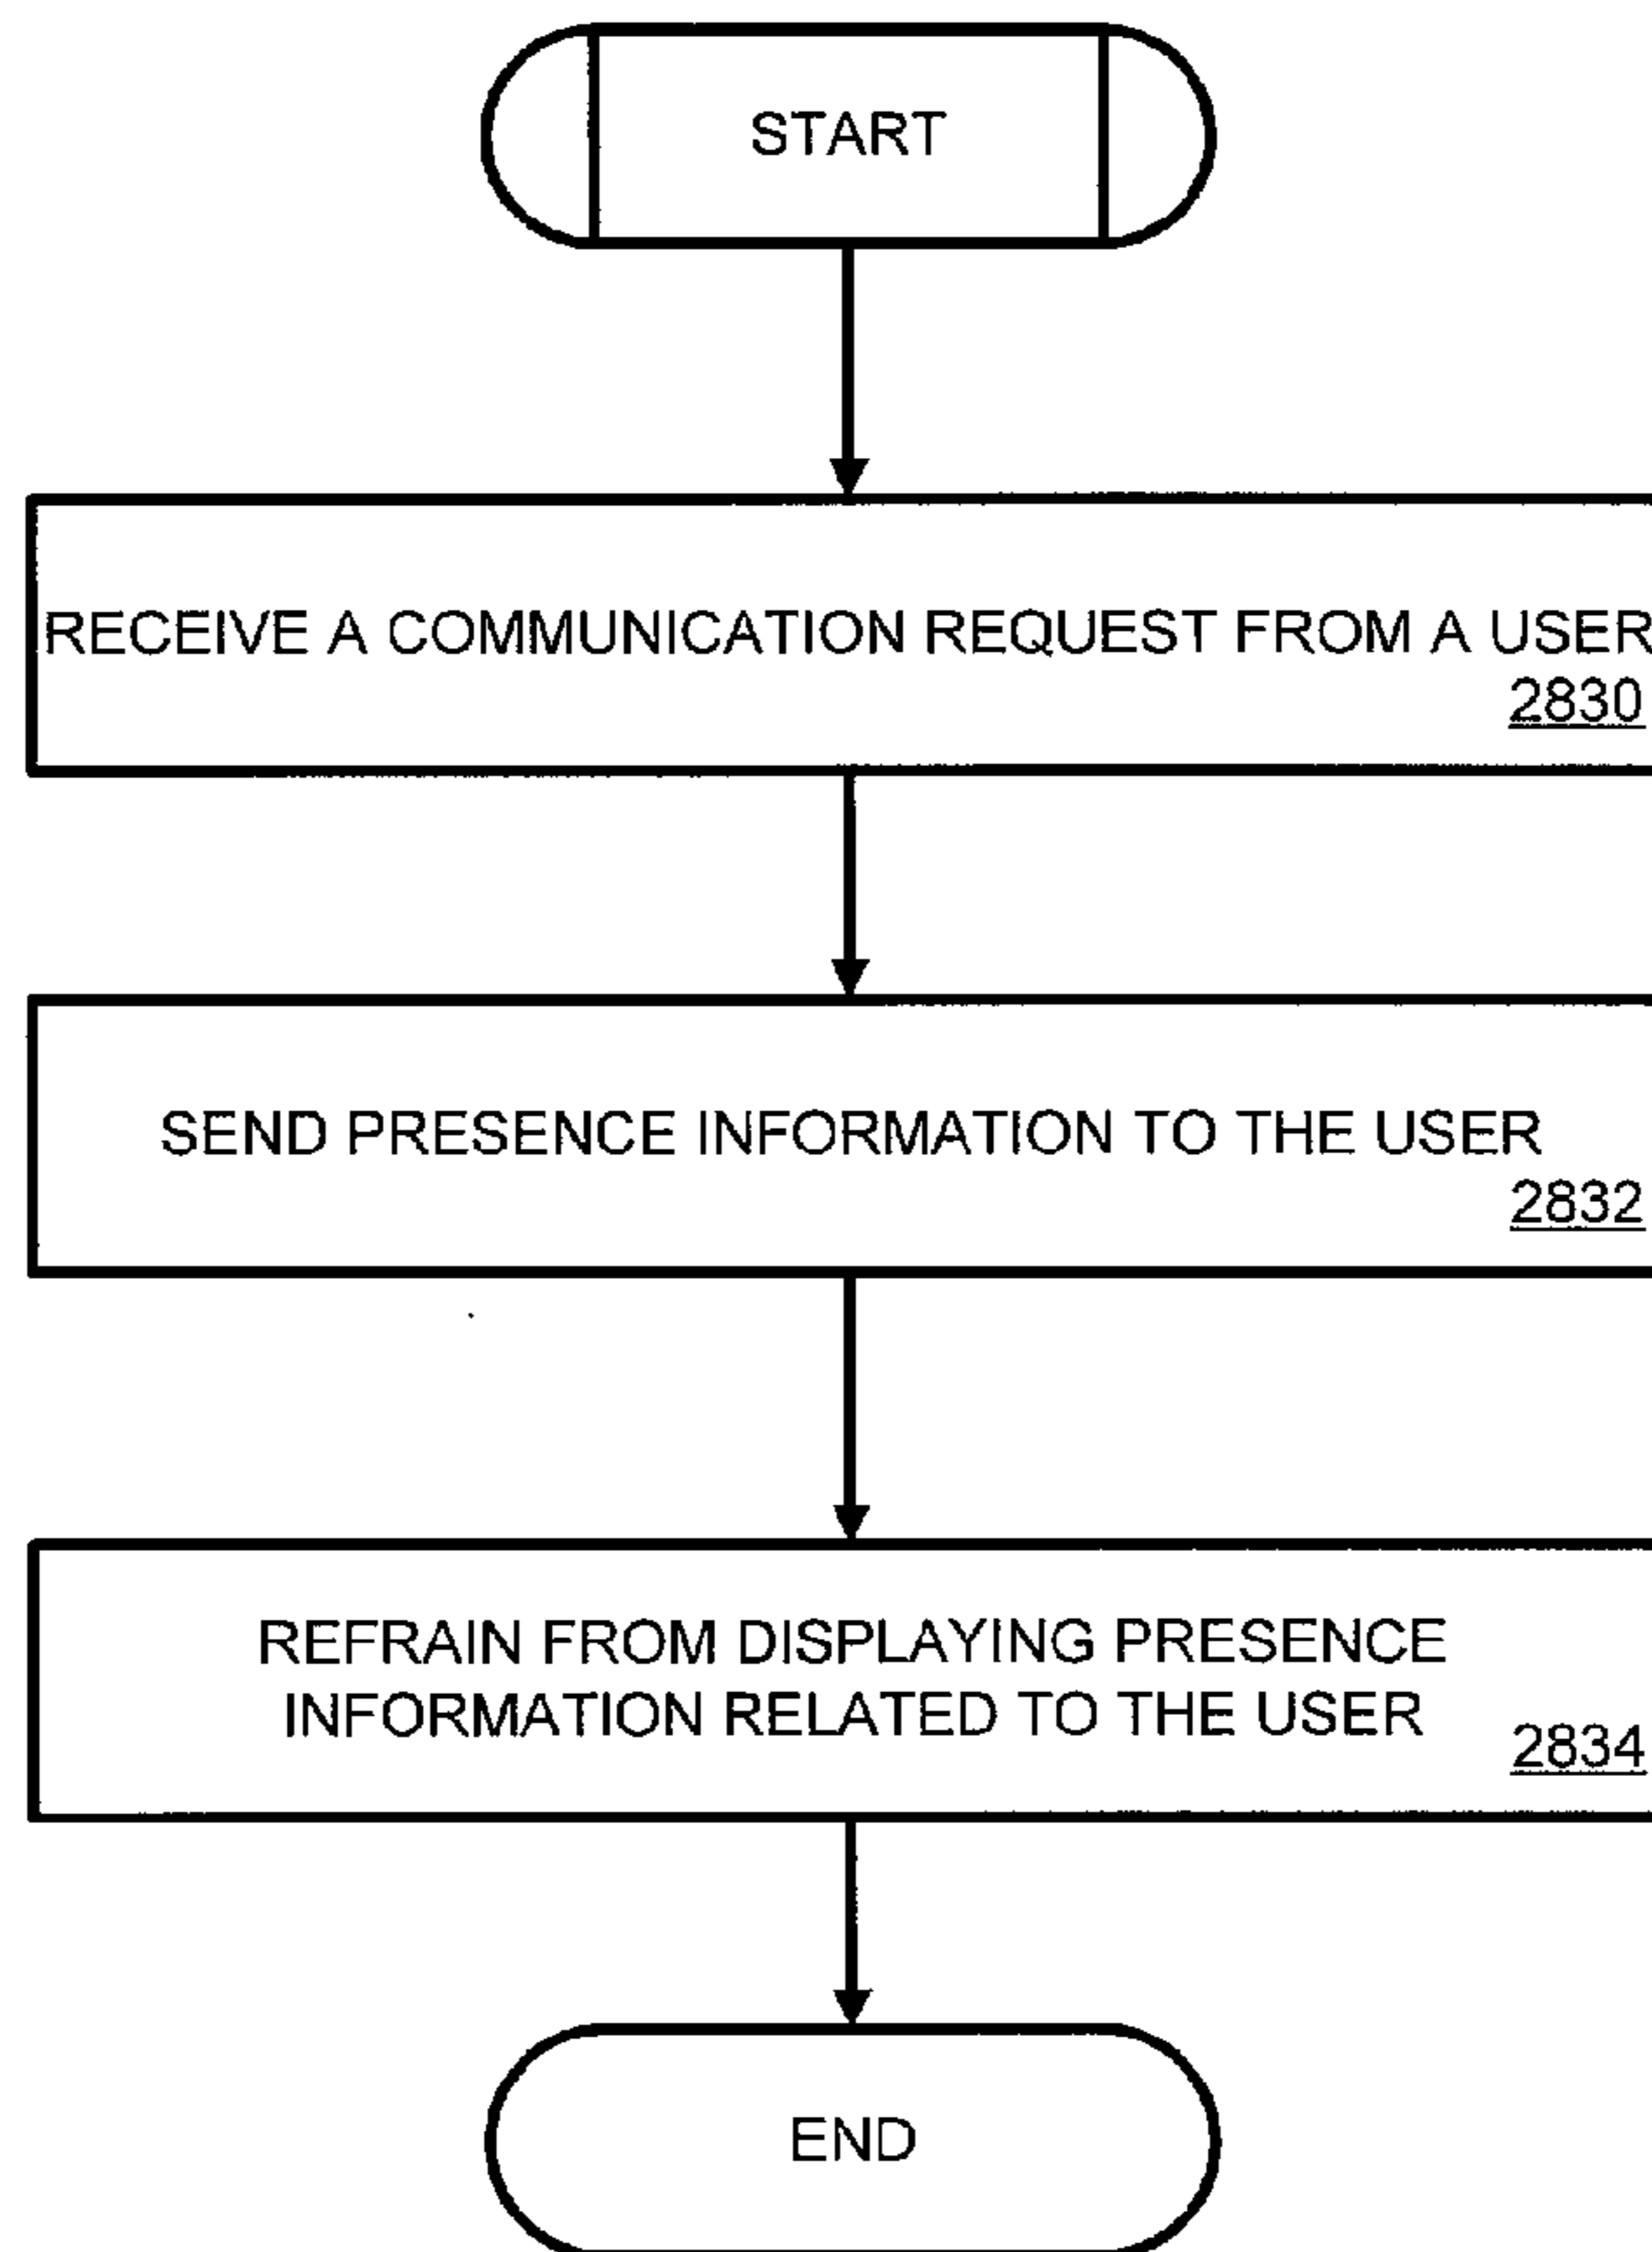 START
RECEIVE A COMMUNICATION REQUEST FROM A USER
2830
SEND PRESENCE INFORMATION TO THE USER
2832
REFRAIN FROM DISPLAYING PRESENCE
INFORMATION RELATED TO THE USER
2834
END